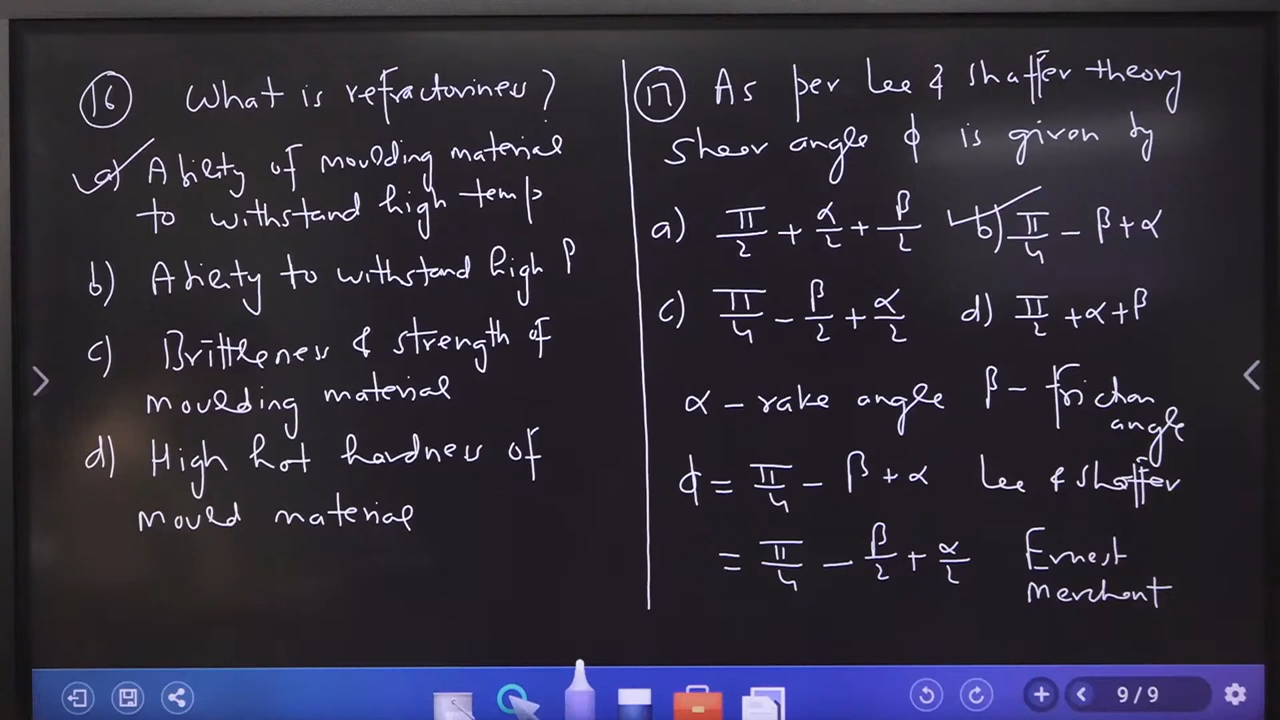 16 What is refractoriness?
a) Ability of moulding material
to withstand high temp
b) Ability to withstand high P
c) Brittleness & strength of
moulding material
d) High hot hardness of
mould material
17 As per Lee & Shaffer theory
shear angle ϕ is given by
a) π/2 + α/2 + β/2 b) π/4 - β + α
c) π/4 - β/2 + α/2 d) π/2 + α + β
α - rake angle β - friction
angle
ϕ = π/4 - β + α Lee & Shaffer
= π/4 - β/2 + α/2 Ernest
merchant
9/9